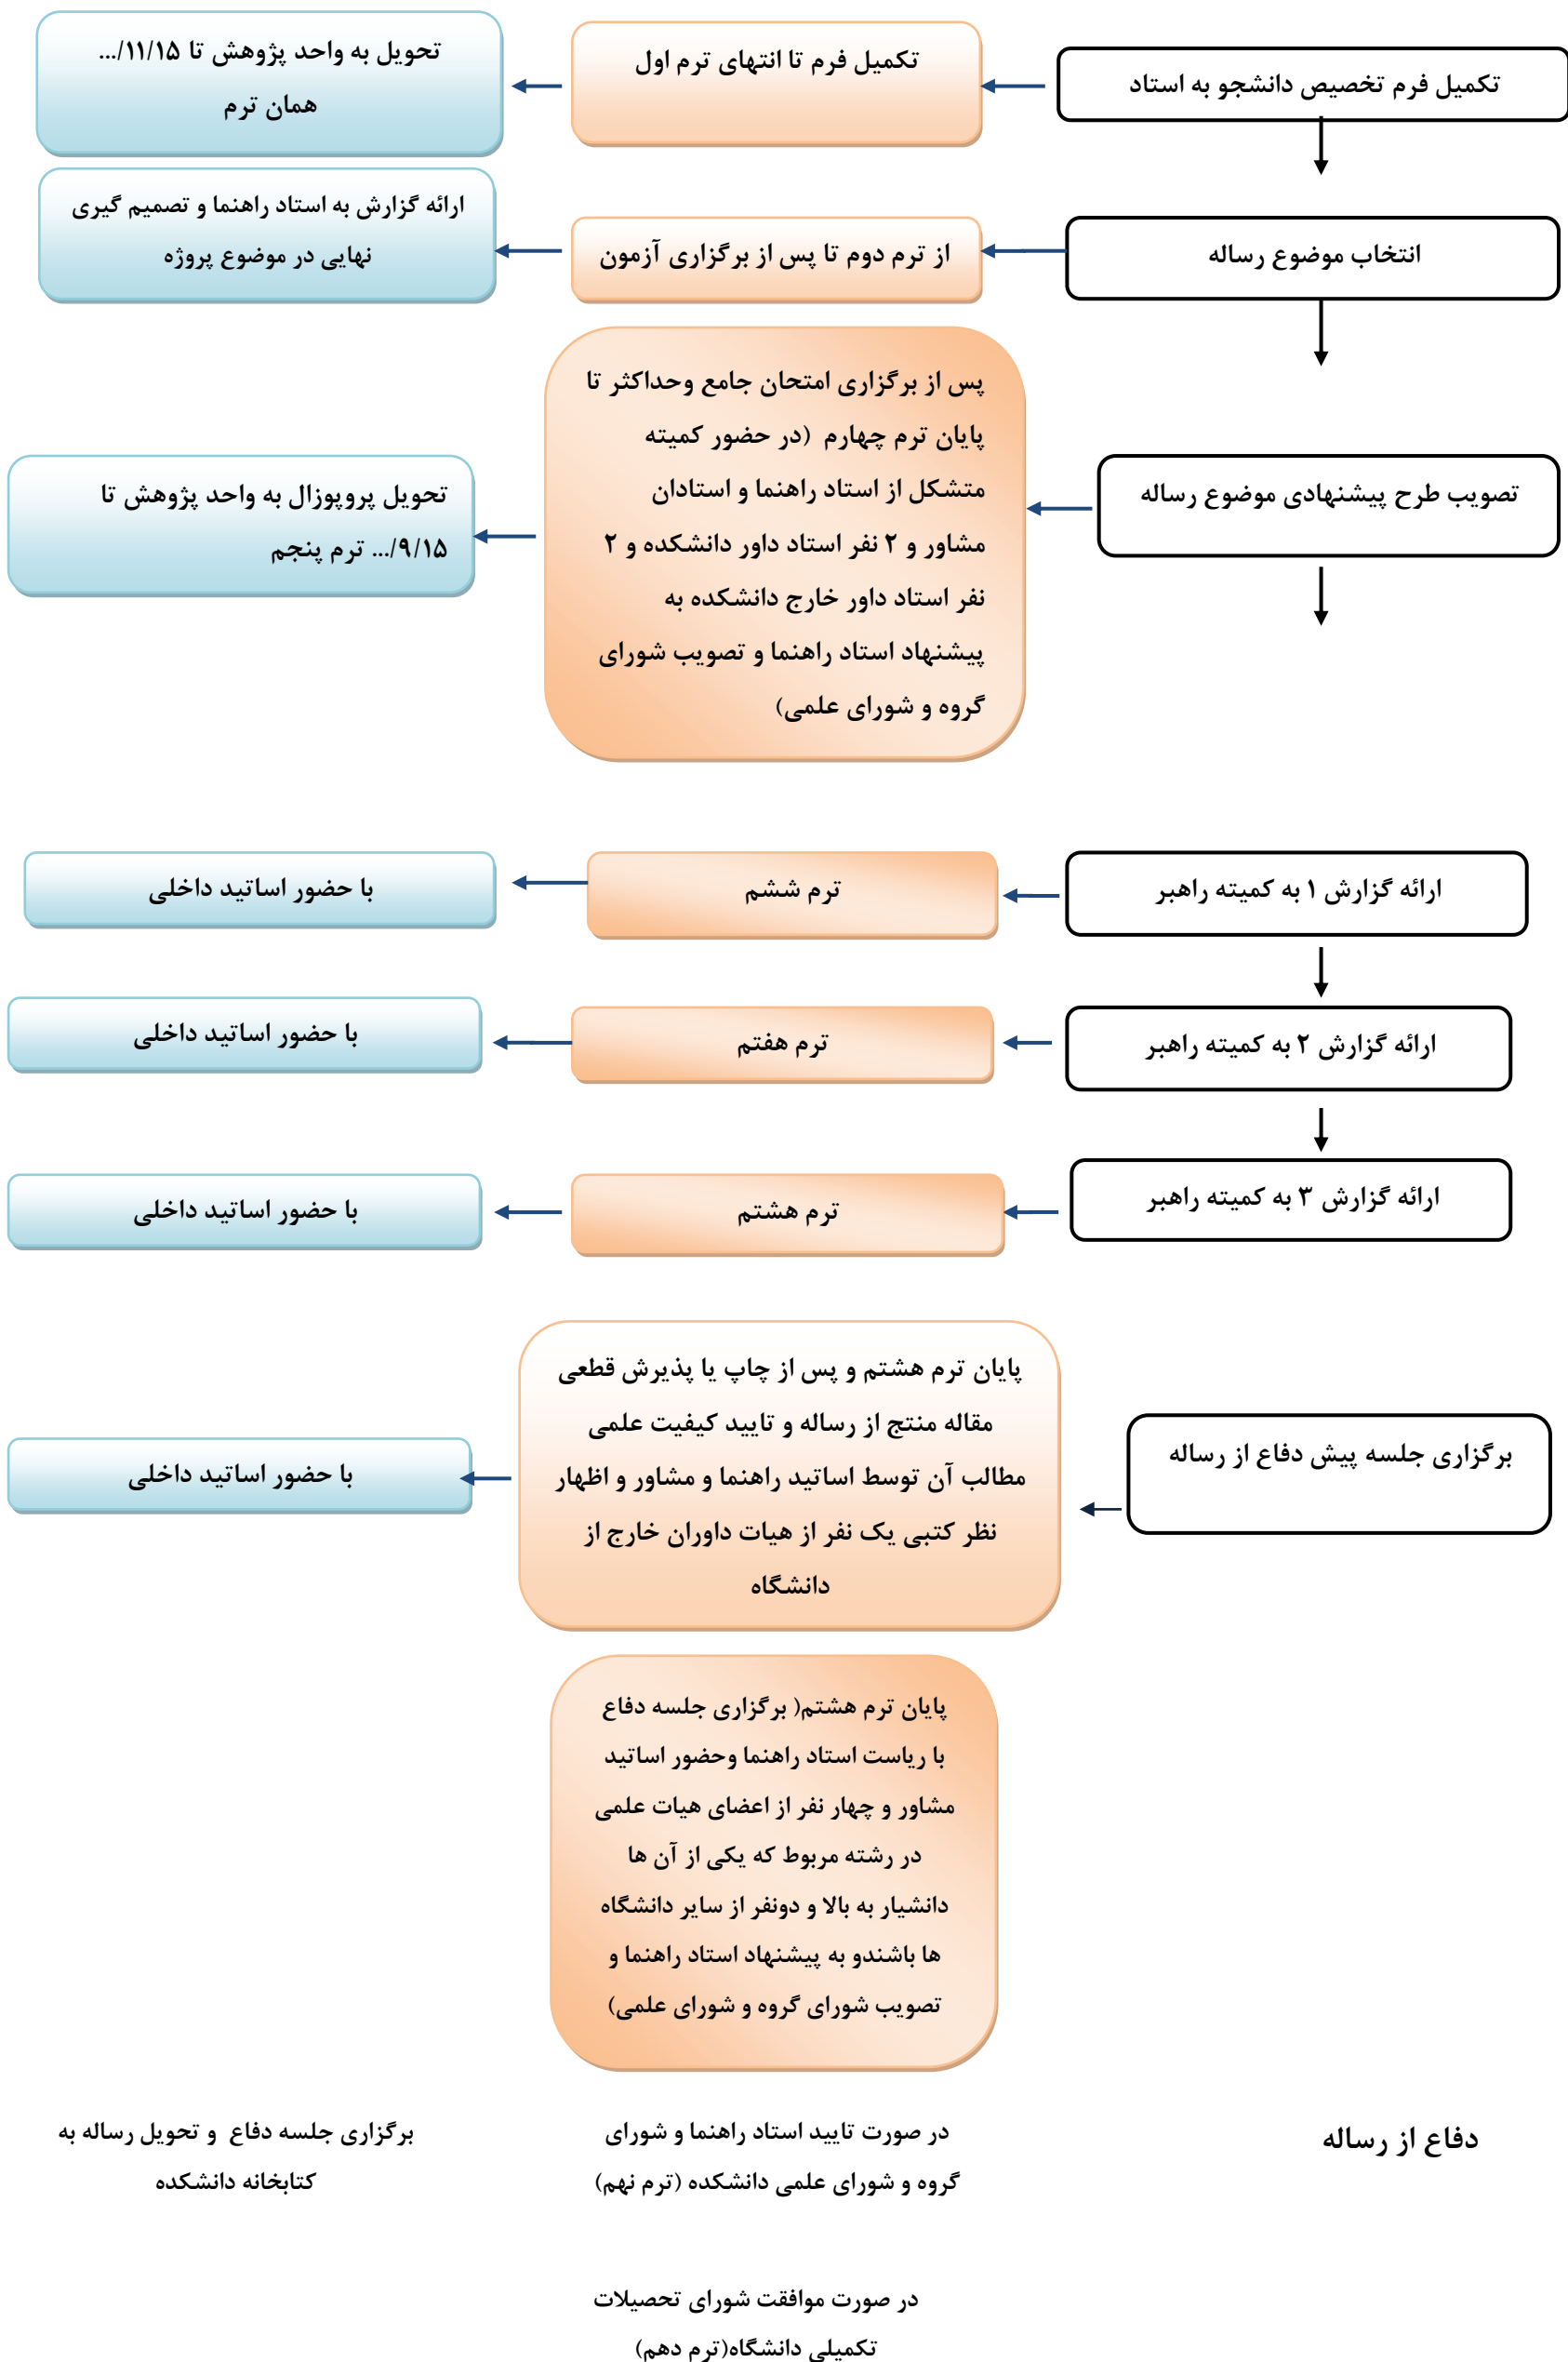 تکمیل فرم تخصیص دانشجو به استاد
تکمیل فرم تا انتهای ترم اول
تحویل به واحد پژوهش تا ۱۱/۱۵/...
همان ترم
انتخاب موضوع رساله
از ترم دوم تا پس از برگزاری آزمون
ارائه گزارش به استاد راهنما و تصمیم گیری
نهایی در موضوع پروژه
تصویب طرح پیشنهادی موضوع رساله
پس از برگزاری امتحان جامع وحداکثر تا
پایان ترم چهارم (در حضور کمیته
متشکل از استاد راهنما و استادان
مشاور و ۲ نفر استاد داور دانشکده و ۲
نفر استاد داور خارج دانشکده به
پیشنهاد استاد راهنما و تصویب شورای
گروه و شورای علمی)
تحویل پروپوزال به واحد پژوهش تا
۹/۱۵/... ترم پنجم
ارائه گزارش ۱ به کمیته راهبر
ترم ششم
با حضور اساتید داخلی
ارائه گزارش ۲ به کمیته راهبر
ترم هفتم
با حضور اساتید داخلی
ارائه گزارش ۳ به کمیته راهبر
ترم هشتم
با حضور اساتید داخلی
برگزاری جلسه پیش دفاع از رساله
پایان ترم هشتم و پس از چاپ یا پذیرش قطعی
مقاله منتج از رساله و تایید کیفیت علمی
مطالب آن توسط اساتید راهنما و مشاور و اظهار
نظر کتبی یک نفر از هیات داوران خارج از
دانشگاه
با حضور اساتید داخلی
پایان ترم هشتم( برگزاری جلسه دفاع
با ریاست استاد راهنما وحضور اساتید
مشاور و چهار نفر از اعضای هیات علمی
در رشته مربوط که یکی از آن ها
دانشیار به بالا و دونفر از سایر دانشگاه
ها باشندو به پیشنهاد استاد راهنما و
تصویب شورای گروه و شورای علمی)
دفاع از رساله
در صورت تایید استاد راهنما و شورای
گروه و شورای علمی دانشکده (ترم نهم)
برگزاری جلسه دفاع و تحویل رساله به
کتابخانه دانشکده
در صورت موافقت شورای تحصیلات
تکمیلی دانشگاه(ترم دهم)